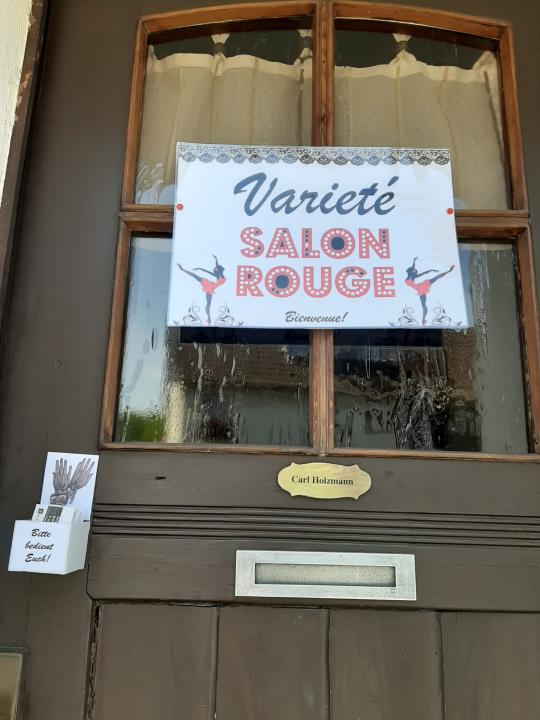 Varieté
SALON
ROUGE
Bienvenue!
Carl Holzmann
Bitte
bedient
Euch!